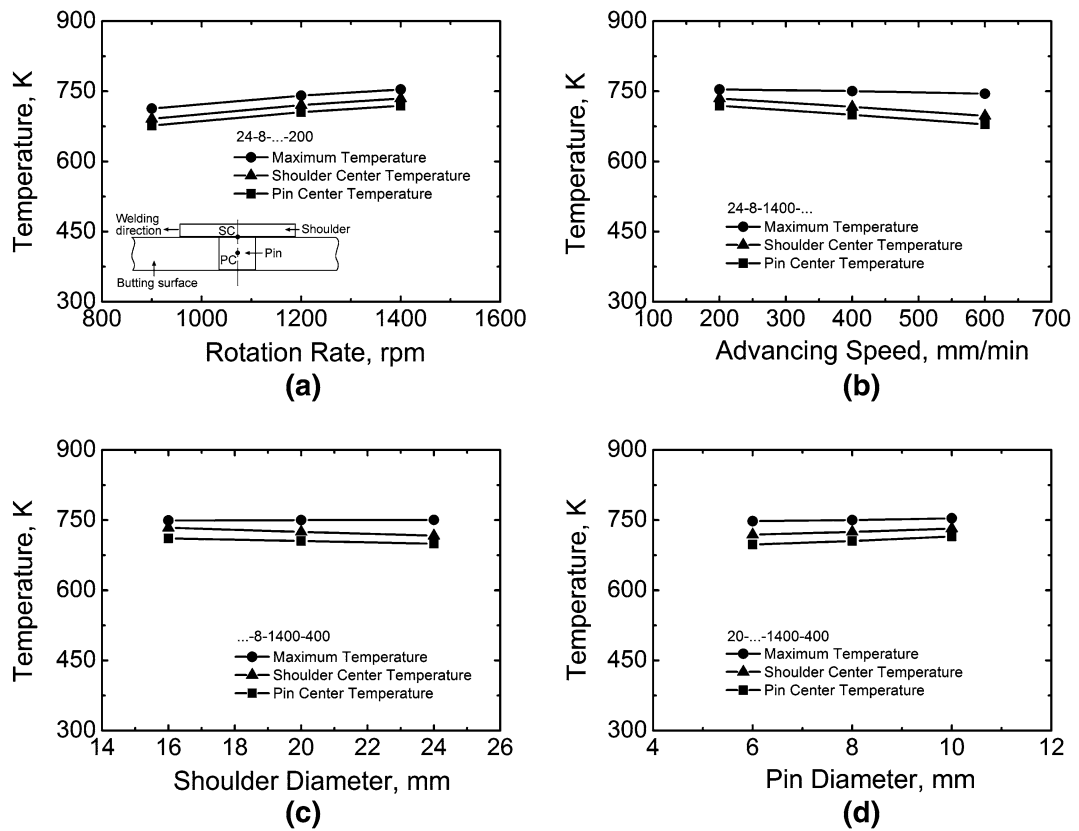 900
750
600
450
300
Temperature, K
24-8-...-200
Maximum Temperature
Shoulder Center Temperature
Pin Center Temperature
Welding
direction
SC
Shoulder
PC
Pin
Butting surface
800 1000 1200 1400 1600
Rotation Rate, rpm
(a)
900
750
600
450
300
Temperature, K
24-8-1400-...
Maximum Temperature
Shoulder Center Temperature
Pin Center Temperature
100 200 300 400 500 600 700
Advancing Speed, mm/min
(b)
900
750
600
450
300
Temperature, K
...-8-1400-400
Maximum Temperature
Shoulder Center Temperature
Pin Center Temperature
14 16 18 20 22 24 26
Shoulder Diameter, mm
(c)
900
750
600
450
300
Temperature, K
20-...-1400-400
Maximum Temperature
Shoulder Center Temperature
Pin Center Temperature
4 6 8 10 12
Pin Diameter, mm
(d)